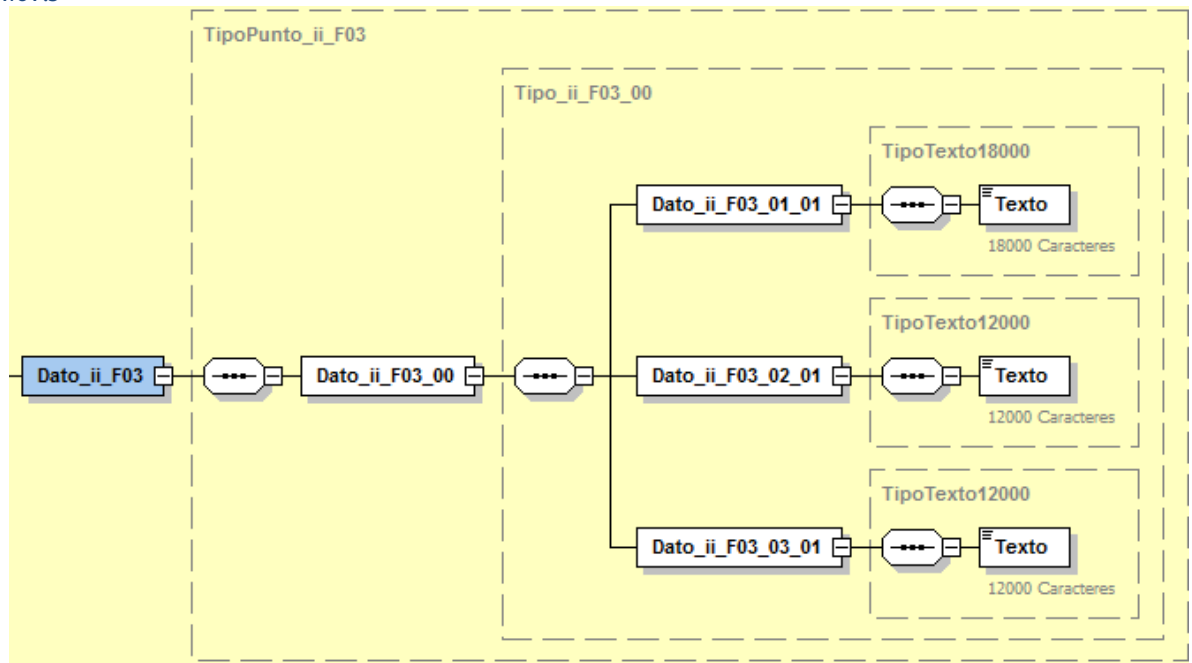 TipoPunto_ii_F03
Tipo_ii_F03_00
TipoTexto18000
Dato_ii_F03_01_01
Texto
18000 Caracteres
TipoTexto12000
Dato_ii_F03
Dato_ii_F03_00
Dato_ii_F03_02_01
Texto
12000 Caracteres
TipoTexto12000
Dato_ii_F03_03_01
Texto
12000 Caracteres